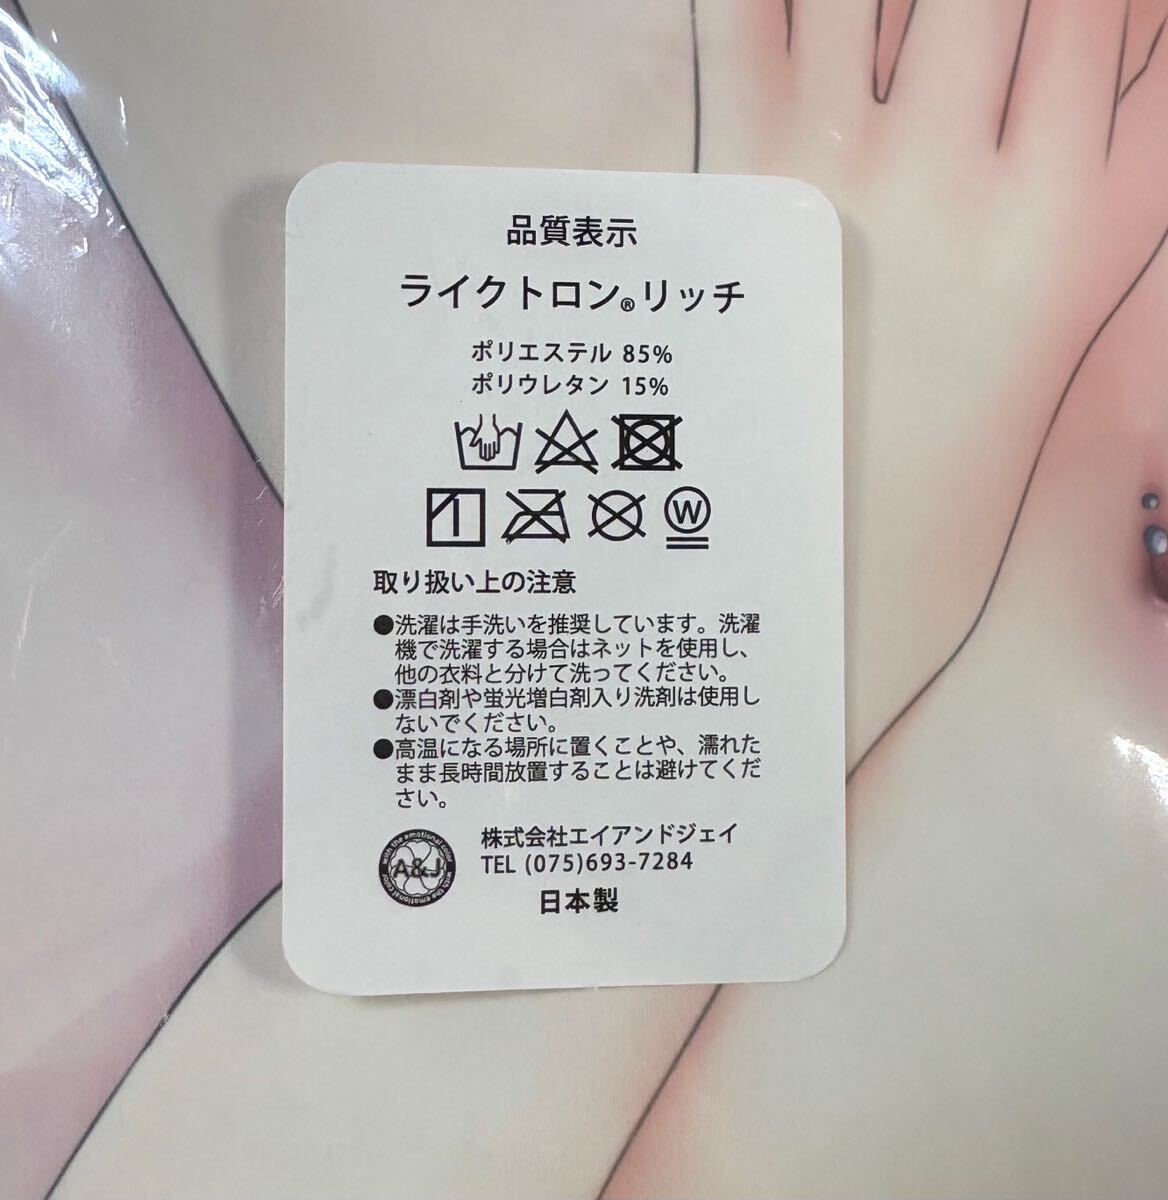 品質表示
ライクトロン®リッチ
ポリエステル 85%
ポリウレタン 15%
W
取り扱い上の注意
●洗濯は手洗いを推奨しています。洗濯
機で洗濯する場合はネットを使用し、
他の衣料と分けて洗ってください。
●漂白剤や蛍光増白剤入り洗剤は使用し
ないでください。
●高温になる場所に置くことや、濡れた
まま長時間放置することは避けてくだ
さい。
with the emotional color
A&J
with the emotional color
株式会社エイアンドジェイ
TEL (075)693-7284
日本製